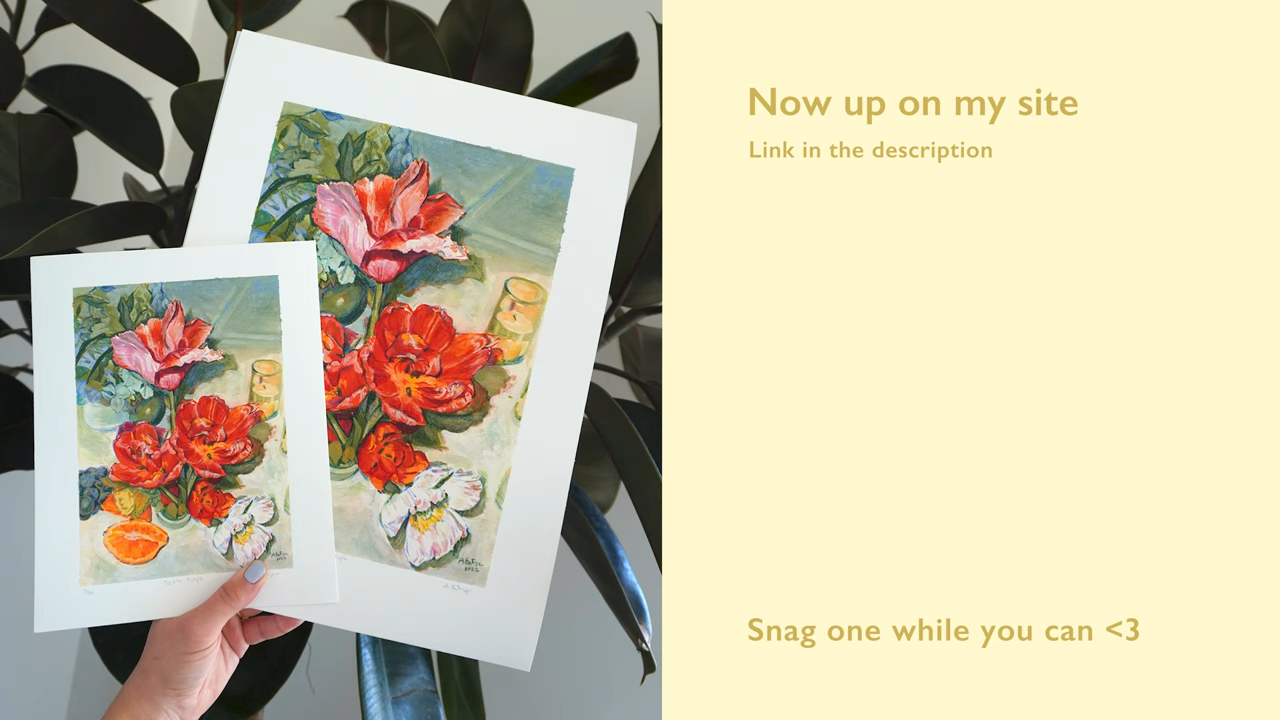 Now up on my site
Link in the description
Snag one while you can <3